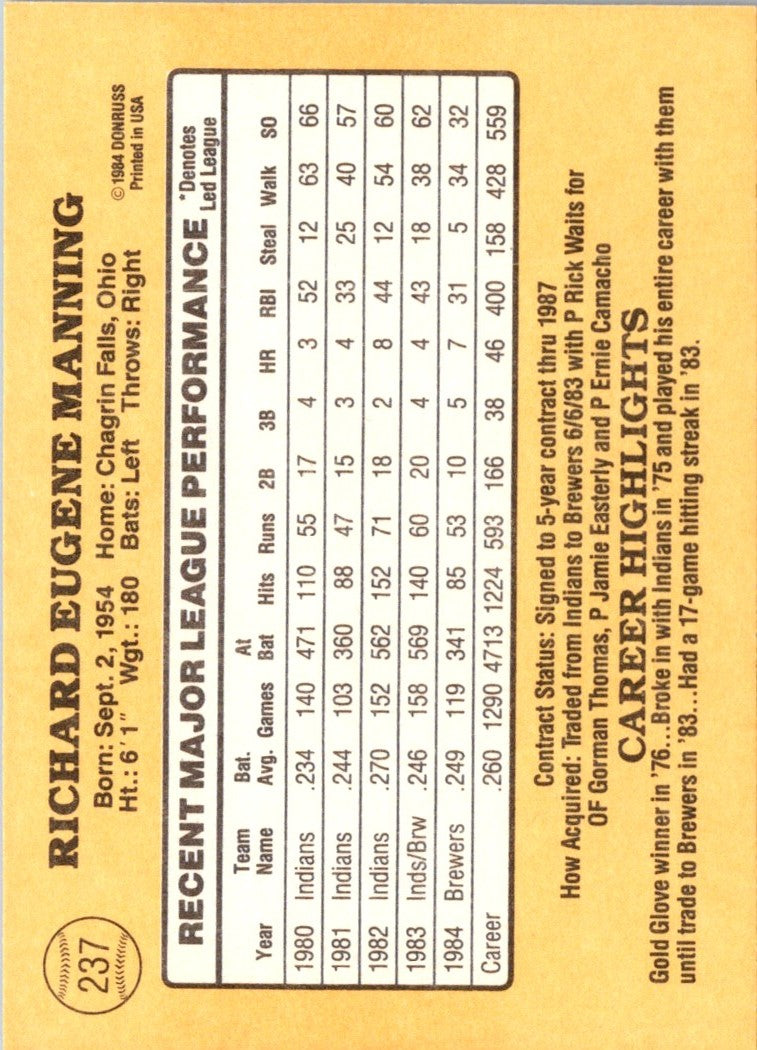 237
RICHARD EUGENE MANNING
Born: Sept. 2, 1954 Home: Chagrin Falls, Ohio
Ht.: 6'1" Wgt.: 180 Bats: Left Throws: Right
© 1984 DONRUSS
Printed in USA
RECENT MAJOR LEAGUE PERFORMANCE *Denotes Led League
Year Team Name Bat. Avg. Games At Bat Hits Runs 2B 3B HR RBI Steal Walk SO
1980 Indians .234 140 471 110 55 17 4 3 52 12 63 66
1981 Indians .244 103 360 88 47 15 3 4 33 25 40 57
1982 Indians .270 152 562 152 71 18 2 8 44 12 54 60
1983 Inds/Brw .246 158 569 140 60 20 4 4 43 18 38 62
1984 Brewers .249 119 341 85 53 10 5 7 31 5 34 32
Career .260 1290 4713 1224 593 166 38 46 400 158 428 559
Contract Status: Signed to 5-year contract thru 1987
How Acquired: Traded from Indians to Brewers 6/6/83 with P Rick Waits for
OF Gorman Thomas, P Jamie Easterly and P Ernie Camacho
CAREER HIGHLIGHTS
Gold Glove winner in '76...Broke in with Indians in '75 and played his entire career with them
until trade to Brewers in '83...Had a 17-game hitting streak in '83.